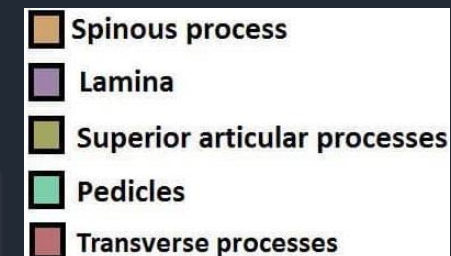 Spinous process
Lamina
Superior articular processes
Pedicles
Transverse processes